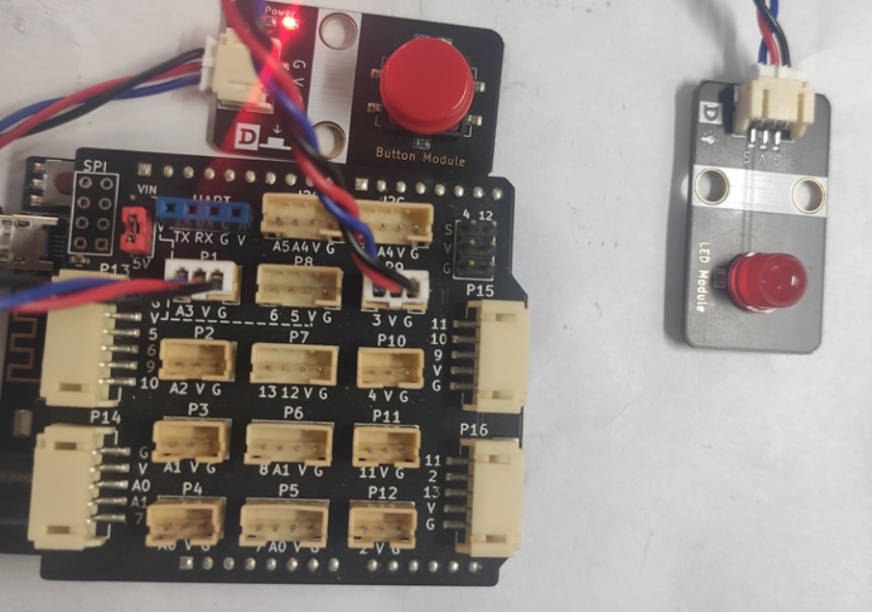 Power
G V
D
Button Module
D
S V G
LED Module
SPI
VIN
TX RX G V
5V
A5 A4 V G
A4 V G
4 12
S
V
G
P13
P1
A3 V G
P8
6 5 V G
3 V G
P15
11
10
9
V
G
G
V
5
6
9
10
P2
A2 V G
P7
13 12 V G
P10
4 V G
P14
G
V
A0
A1
7
P3
A1 V G
P6
8 A1 V G
P11
11 V G
P16
11
2
13
V
G
P4
A0 V G
P5
7 A0 V G
P12
2 V G